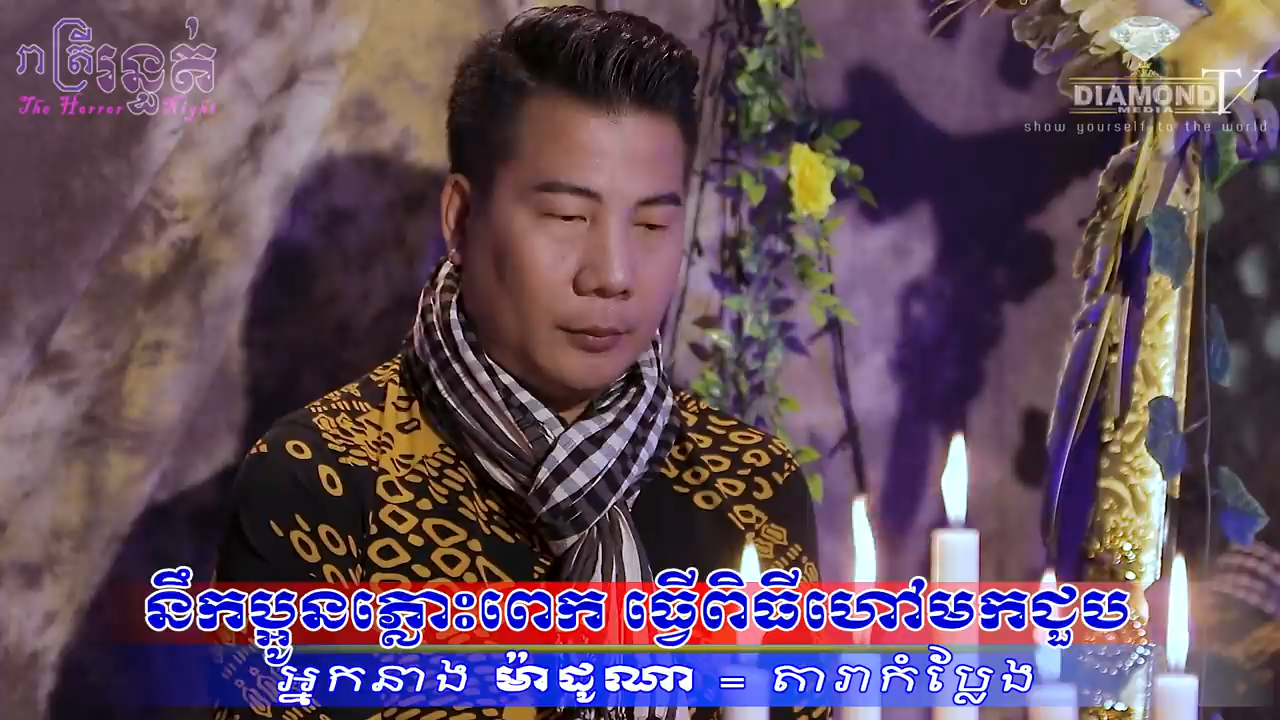 រាត្រីរន្ធត់
The Horror Night
DIAMOND TV
MEDIA
show yourself to the world
នឹកប្អូនភ្លោះពេក ធ្វើពិធីហៅមកជួប
អ្នកនាង ម៉ាដូណា = តារាកំប្លែង